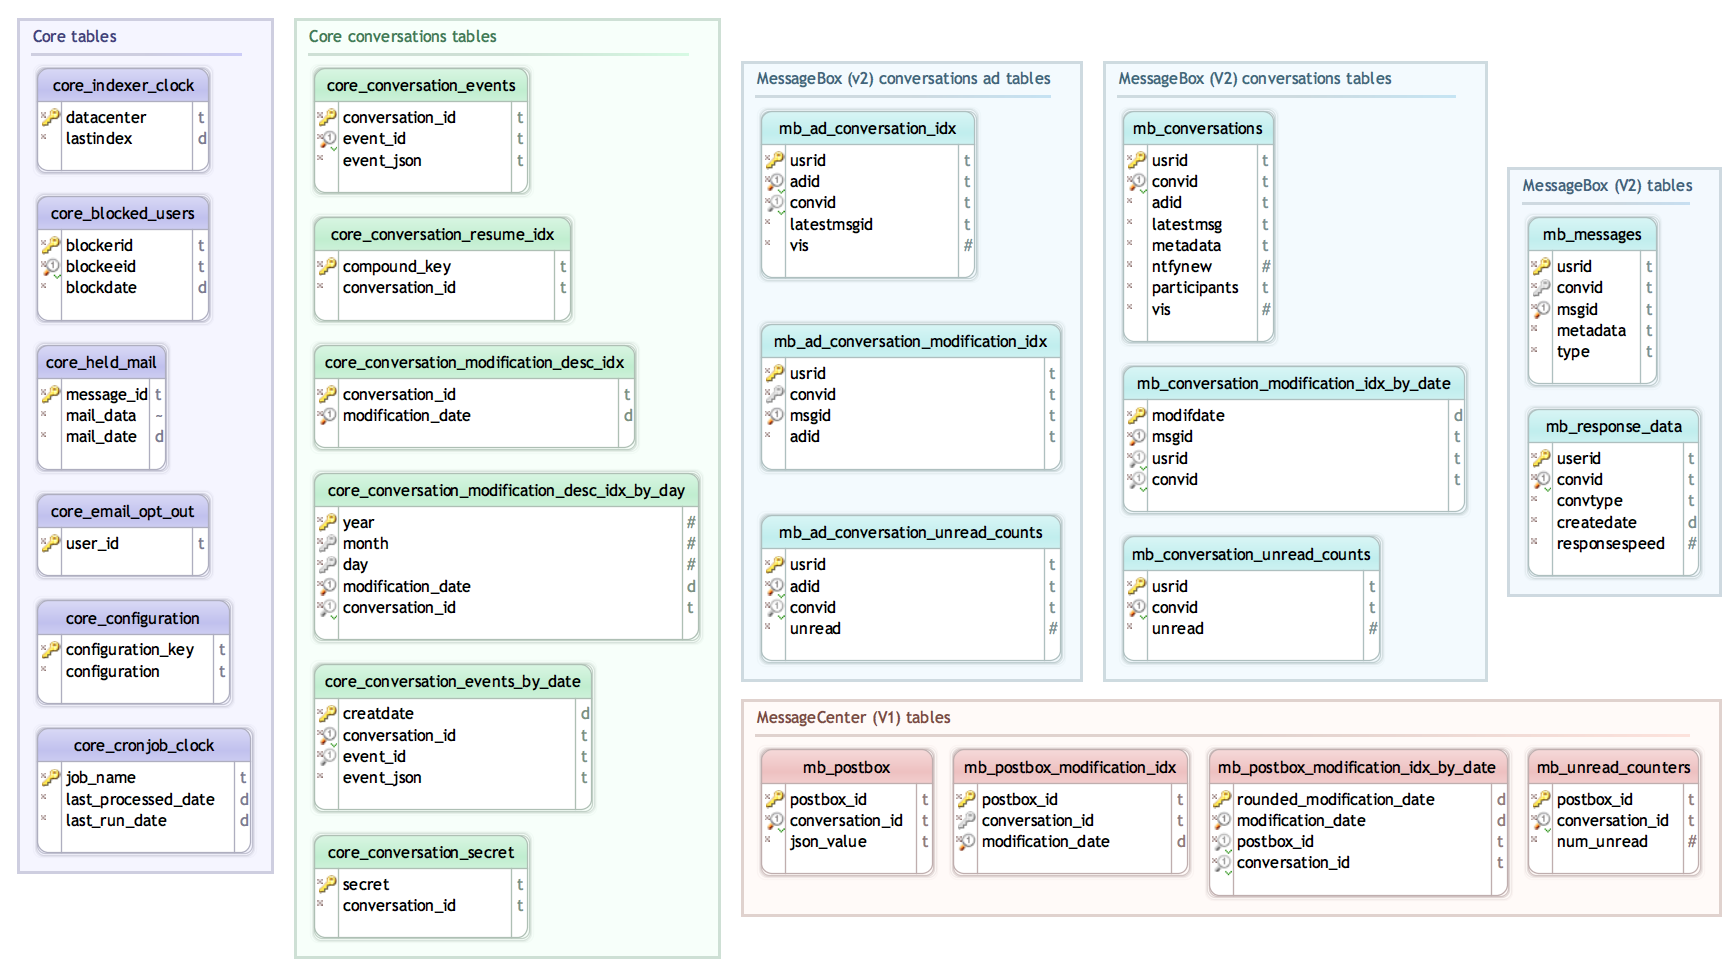 Core tables
core_indexer_clock
datacenter t
lastindex d
core_blocked_users
blockerid t
blockeeid t
blockdate d
core_held_mail
message_id t
mail_data ~
mail_date d
core_email_opt_out
user_id t
core_configuration
configuration_key t
configuration t
core_cronjob_clock
job_name t
last_processed_date d
last_run_date d
Core conversations tables
core_conversation_events
conversation_id t
event_id t
event_json t
core_conversation_resume_idx
compound_key t
conversation_id t
core_conversation_modification_desc_idx
conversation_id t
modification_date d
core_conversation_modification_desc_idx_by_day
year #
month #
day #
modification_date d
conversation_id t
core_conversation_events_by_date
creatdate d
conversation_id t
event_id t
event_json t
core_conversation_secret
secret t
conversation_id t
MessageBox (v2) conversations ad tables
mb_ad_conversation_idx
usrid t
adid t
convid t
latestmsgid t
vis #
mb_ad_conversation_modification_idx
usrid t
convid t
msgid t
adid t
mb_ad_conversation_unread_counts
usrid t
adid t
convid t
unread #
MessageBox (V2) conversations tables
mb_conversations
usrid t
convid t
adid t
latestmsg t
metadata t
ntfynew #
participants t
vis #
mb_conversation_modification_idx_by_date
modifdate d
msgid t
usrid t
convid t
mb_conversation_unread_counts
usrid t
convid t
unread #
MessageBox (V2) tables
mb_messages
usrid t
convid t
msgid t
metadata t
type t
mb_response_data
userid t
convid t
convtype t
createdate d
responsespeed #
MessageCenter (V1) tables
mb_postbox
postbox_id t
conversation_id t
json_value t
mb_postbox_modification_idx
postbox_id t
conversation_id t
modification_date d
mb_postbox_modification_idx_by_date
rounded_modification_date d
modification_date d
postbox_id t
conversation_id t
mb_unread_counters
postbox_id t
conversation_id t
num_unread #